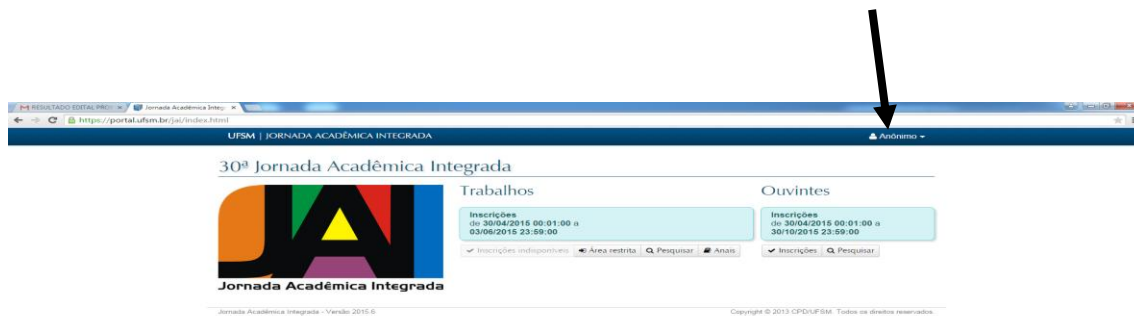 RESULTADO EDITAL PRO
Jornada Acadêmica Integ
https://portal.ufsm.br/jai/index.html
UFSM | JORNADA ACADÊMICA INTEGRADA
Anônimo
30ª Jornada Acadêmica Integrada
JAI
Jornada Acadêmica Integrada
Trabalhos
Inscrições
de 30/04/2015 00:01:00 a
03/06/2015 23:59:00
Inscrições indisponíveis Área restrita Pesquisar Anais
Ouvintes
Inscrições
de 30/04/2015 00:01:00 a
30/10/2015 23:59:00
Inscrições Pesquisar
Jornada Acadêmica Integrada - Versão 2015.6
Copyright © 2013 CPD/UFSM. Todos os direitos reservados.